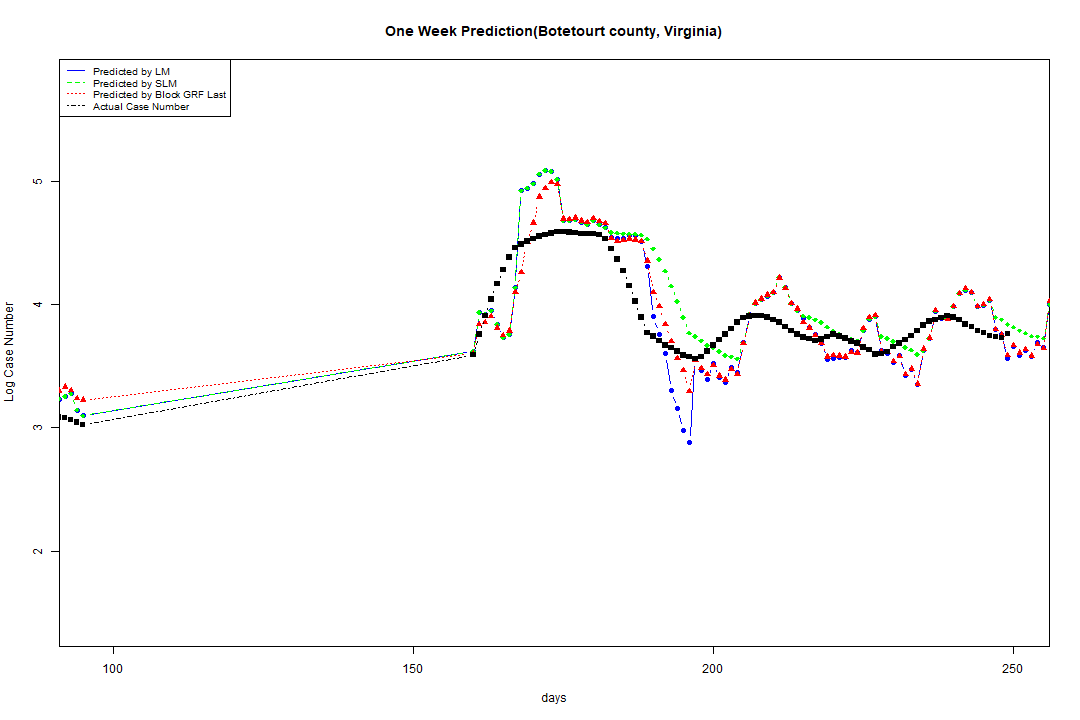 One Week Prediction(Botetourt county, Virginia)
Predicted by LM
Predicted by SLM
Predicted by Block GRF Last
Actual Case Number
Log Case Number
5
4
3
2
100 150 200 250
days